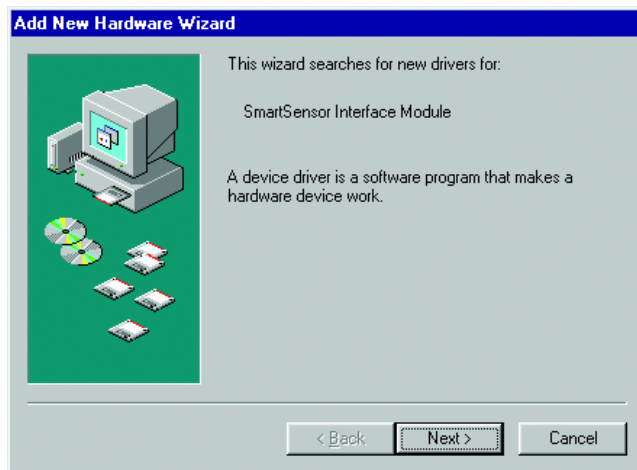 Add New Hardware Wizard
This wizard searches for new drivers for:
SmartSensor Interface Module
A device driver is a software program that makes a
hardware device work.
< Back
Next >
Cancel